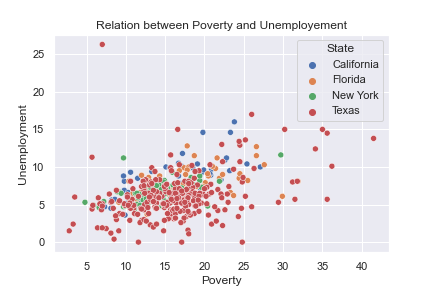 Relation between Poverty and Unemployement
State
California
Florida
New York
Texas
Unemployment
25
20
15
10
5
0
5 10 15 20 25 30 35 40
Poverty